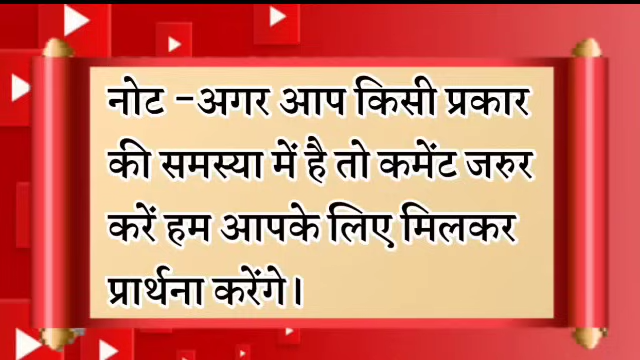 नोट -अगर आप किसी प्रकार
की समस्या में है तो कमेंट जरुर
करें हम आपके लिए मिलकर
प्रार्थना करेंगे।